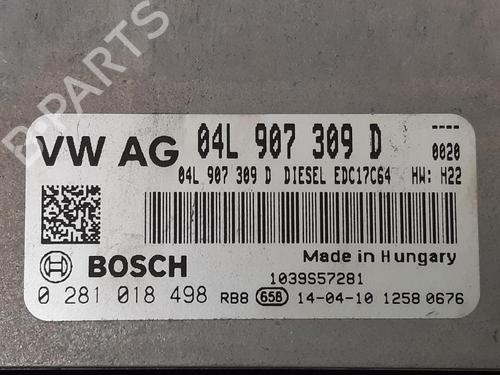 B-PARTS
VW AG 04L 907 309 D ----
0020
04L 907 309 D DIESEL EDC17C64 HW: H22
BOSCH
Made in Hungary
1039S57281
0 281 018 498 RB8 658 14-04-10 1258 0676